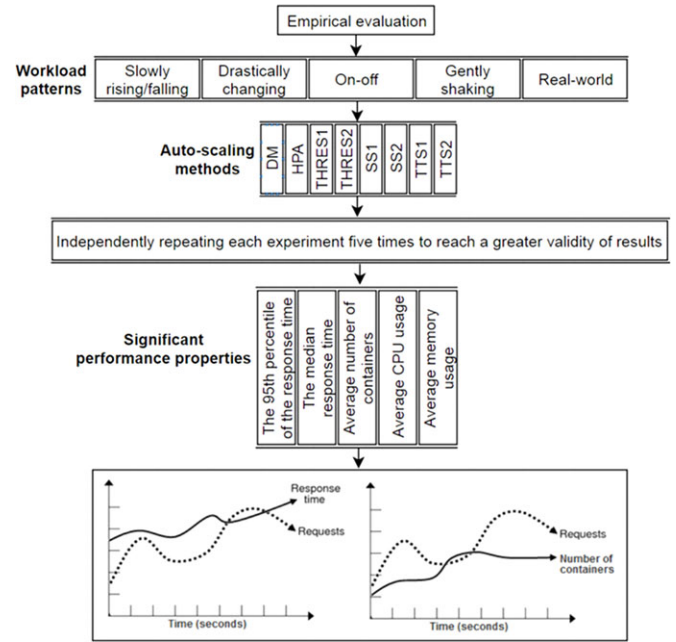 Empirical evaluation
Workload
patterns
Slowly
rising/falling
Drastically
changing
On-off
Gently
shaking
Real-world
Auto-scaling
methods
DM
HPA
THRES1
THRES2
SS1
SS2
TTS1
TTS2
Independently repeating each experiment five times to reach a greater validity of results
Significant
performance properties
The 95th percentile
of the response time
The median
response time
Average number of
containers
Average CPU usage
Average memory
usage
Response
time
Requests
Time (seconds)
Requests
Number of
containers
Time (seconds)